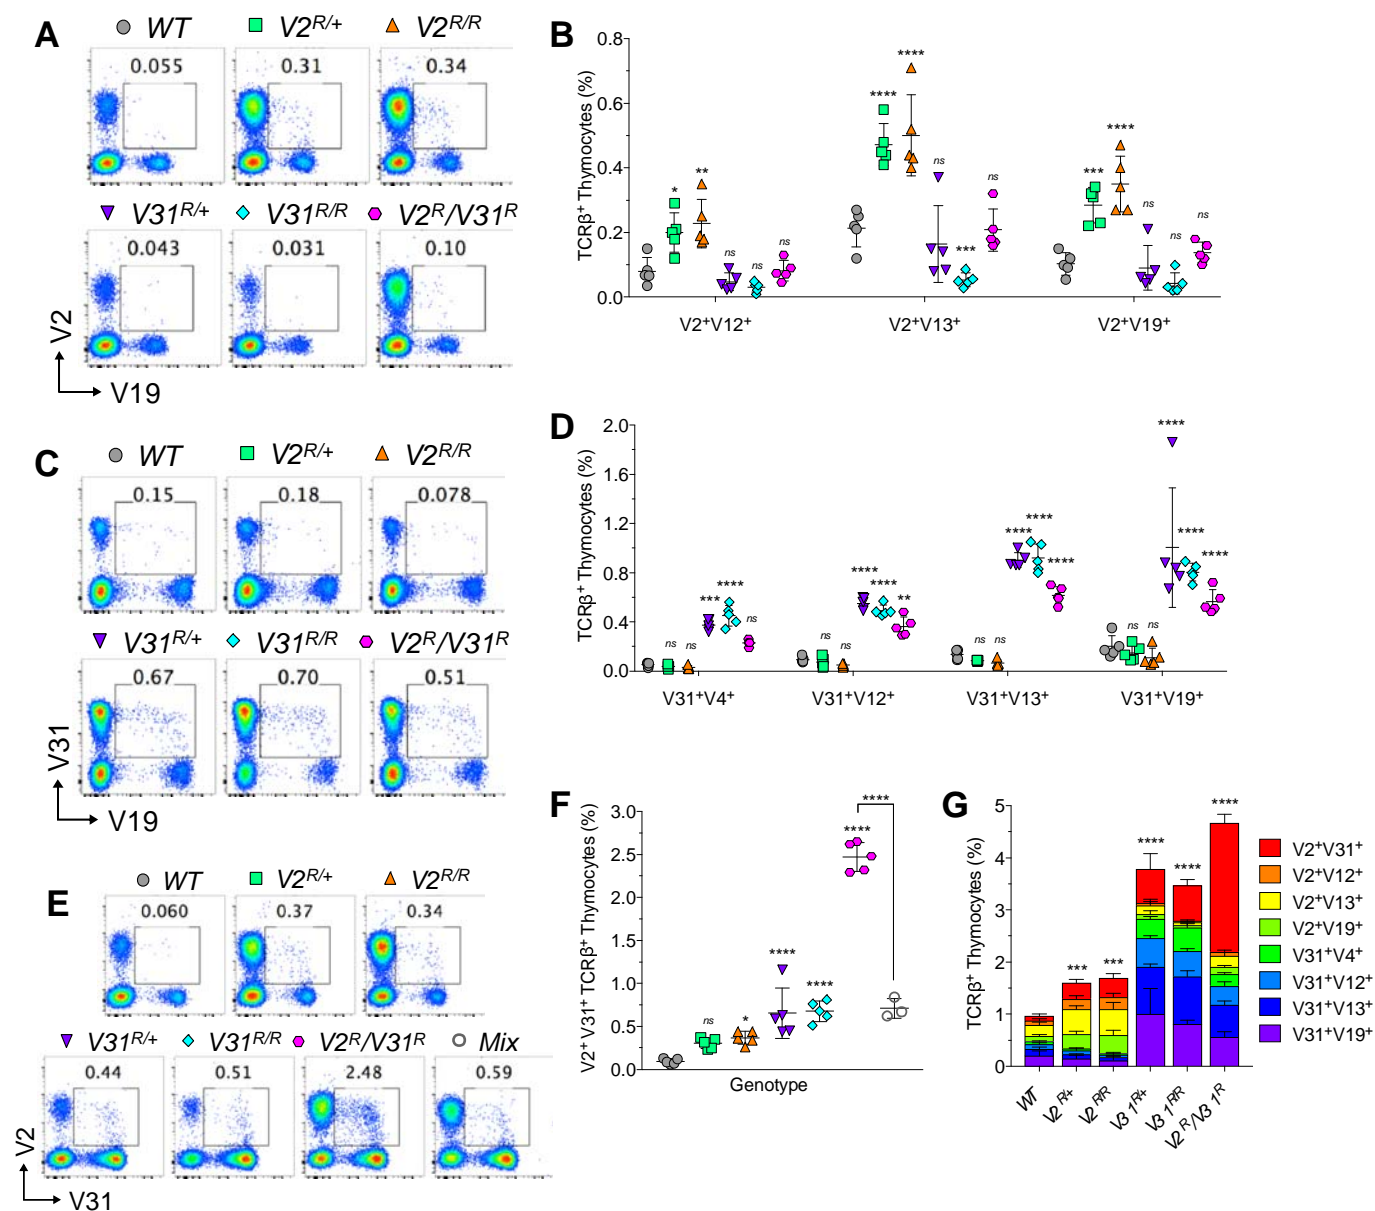 A
WT
V2R/+
V2R/R
0.055
0.31
0.34
V31R/+
V31R/R
V2R/V31R
0.043
0.031
0.10
V2
V19
B
TCRβ+ Thymocytes (%)
0.8
0.6
0.4
0.2
0.0
* ** ns ns ns
**** **** ns *** ns
*** **** ns ns ns
V2+V12+
V2+V13+
V2+V19+
C
WT
V2R/+
V2R/R
0.15
0.18
0.078
V31R/+
V31R/R
V2R/V31R
0.67
0.70
0.51
V31
V19
D
TCRβ+ Thymocytes (%)
2.0
1.6
1.2
0.8
0.4
0.0
ns ns *** **** ns
ns ns **** **** **
ns ns **** **** ****
ns ns **** **** ****
V31+V4+
V31+V12+
V31+V13+
V31+V19+
E
WT
V2R/+
V2R/R
0.060
0.37
0.34
V31R/+
V31R/R
V2R/V31R
Mix
0.44
0.51
2.48
0.59
V2
V31
F
V2+ V31+ TCRβ+ Thymocytes (%)
3.0
2.5
2.0
1.5
1.0
0.5
0.0
ns * **** **** **** ****
Genotype
G
TCRβ+ Thymocytes (%)
5
4
3
2
1
0
*** *** **** **** ****
WT
V2R/+
V2R/R
V31R/+
V31R/R
V2R/V31R
V2+V31+
V2+V12+
V2+V13+
V2+V19+
V31+V4+
V31+V12+
V31+V13+
V31+V19+